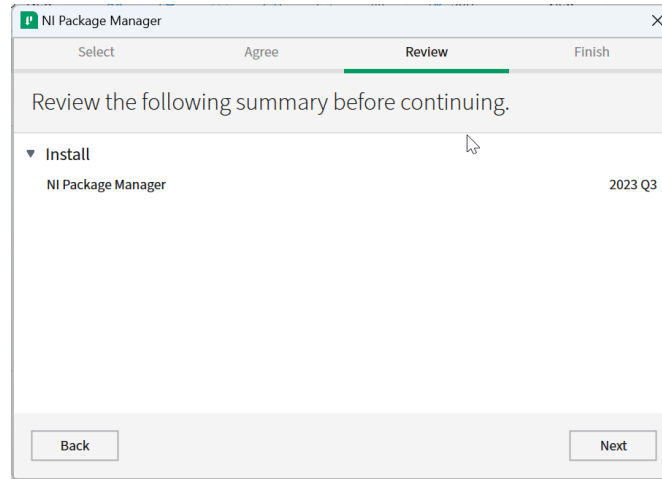 NI Package Manager
Select Agree Review Finish
Review the following summary before continuing.
Install
NI Package Manager 2023 Q3
Back Next